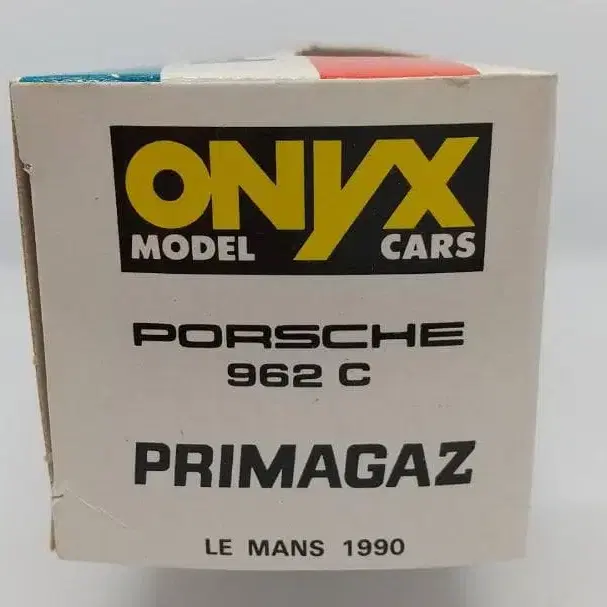 ONYX
MODEL CARS
PORSCHE
962 C
PRIMAGAZ
LE MANS 1990